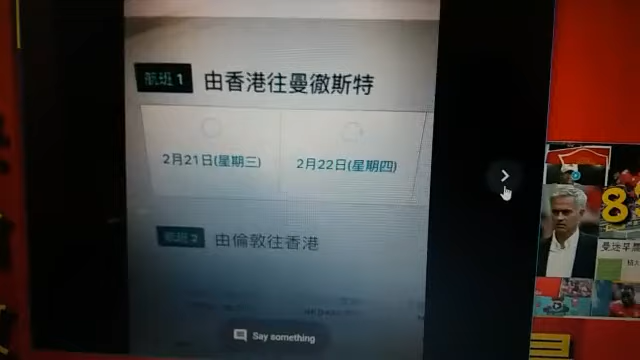 航班 1 由香港往曼徹斯特
2月21日(星期三) 2月22日(星期四)
航班 2 由倫敦往香港
Say something
8